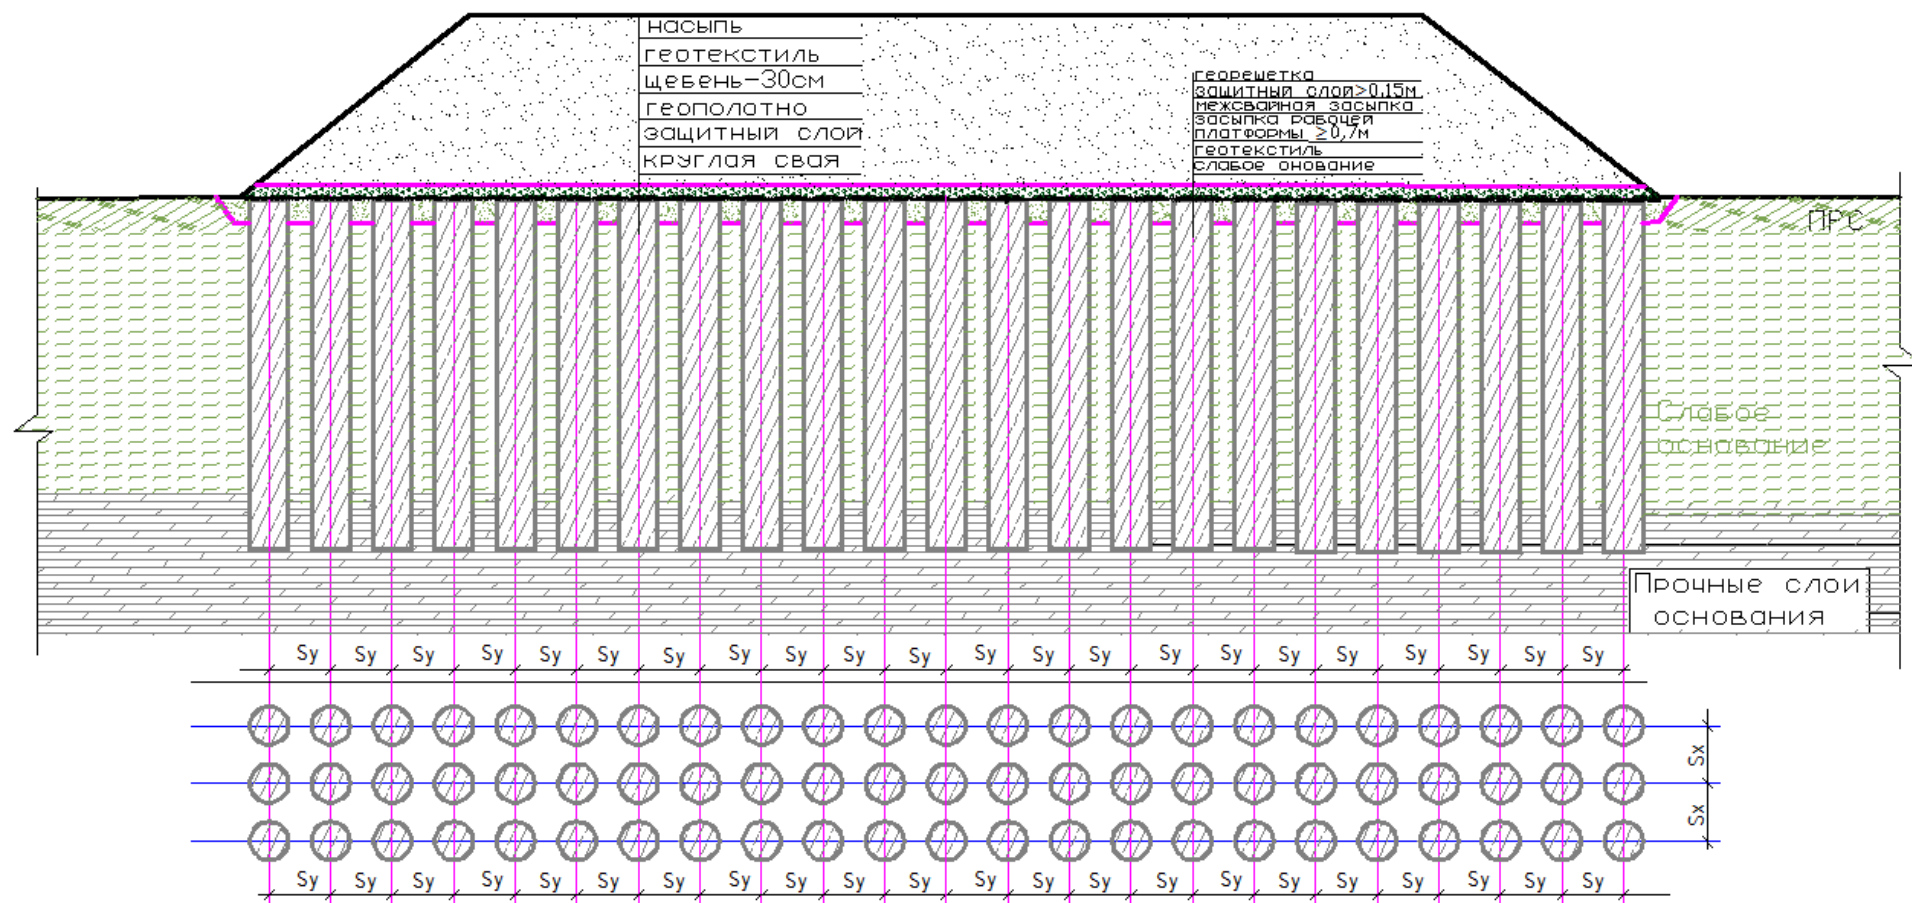 насыпь
геотекстиль
щебень-30см
геополотно
защитный слой
круглая свая
георешетка
защитный слой>0.15м
межсвайная засыпка
засыпка рабочей
платформы ≥0,7м
геотекстиль
слабое онование
ПРС
Слабое
основание
Прочные слои
основания
Sy Sy Sy Sy Sy Sy Sy Sy Sy Sy Sy Sy Sy Sy Sy Sy Sy Sy Sy Sy Sy Sy
Sx
Sx
Sy Sy Sy Sy Sy Sy Sy Sy Sy Sy Sy Sy Sy Sy Sy Sy Sy Sy Sy Sy Sy Sy